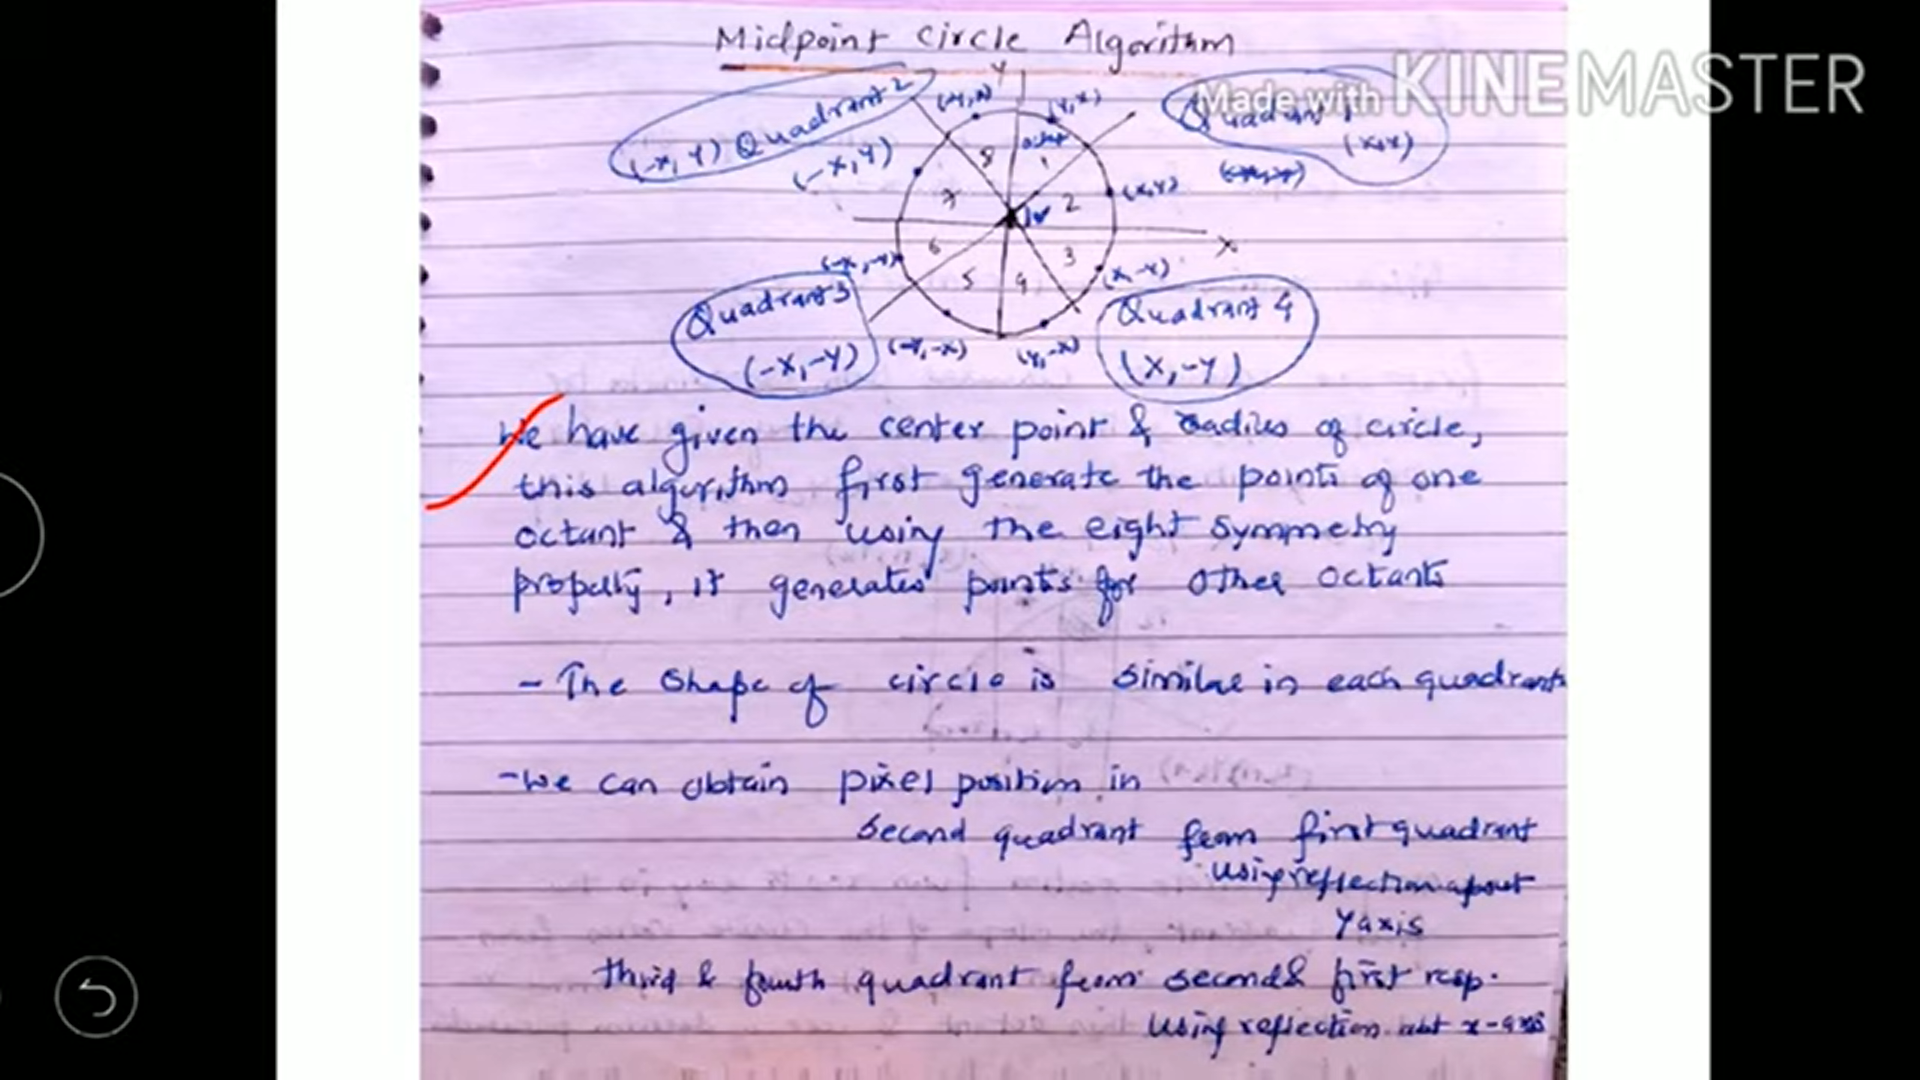 Midpoint Circle Algorithm
Made with KINEMASTER
Y
(-Y,X)
(Y,X)
Quadrant 2
(-X, Y)
Quadrant 1
(X,Y)
(-X,Y)
8
1
(X,Y)
7
2
X
6
3
(-X,-Y)
5
4
(X,-Y)
Quadrant 3
(-X,-Y)
Quadrant 4
(X,-Y)
(-Y,-X)
(Y,-X)
We have given the center point & radius of circle,
this algorithm first generate the points of one
octant & then using the eight symmetry
property, it generates points for other octants
- The shape of circle is similar in each quadrant
- We can obtain pixel position in
second quadrant from first quadrant
using reflection about
Y axis
third & fourth quadrant from second & first resp.
using reflection abt x-axis